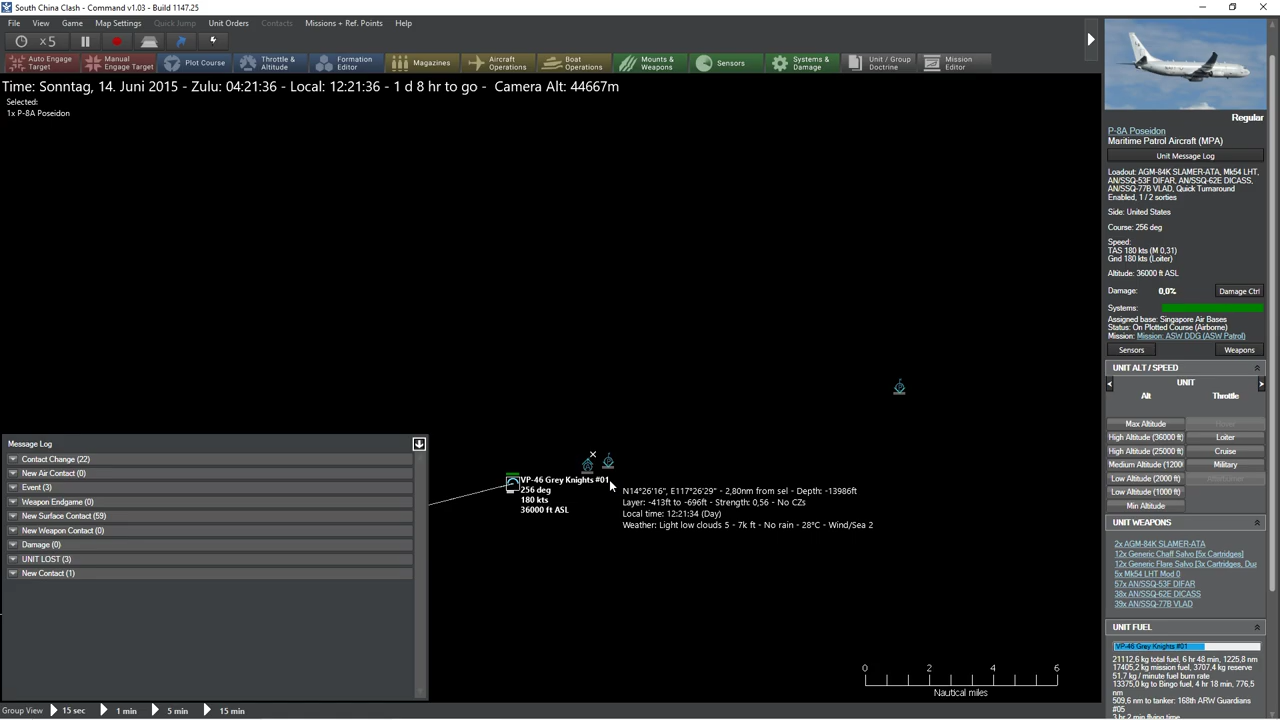 South China Clash - Command v1.03 - Build 1147.25
File View Game Map Settings Quick Jump Unit Orders Contacts Missions + Ref. Points Help
x5
Auto Engage Target
Manual Engage Target
Plot Course
Throttle & Altitude
Formation Editor
Magazines
Aircraft Operations
Boat Operations
Mounts & Weapons
Sensors
Systems & Damage
Unit / Group Doctrine
Mission Editor
Time: Sonntag, 14. Juni 2015 - Zulu: 04:21:36 - Local: 12:21:36 - 1 d 8 hr to go - Camera Alt: 44667m
Selected:
1x P-8A Poseidon
VP-46 Grey Knights #01
256 deg
180 kts
36000 ft ASL
N14°26'16", E117°26'29" - 2,80nm from sel - Depth: -13986ft
Layer: -413ft to -696ft - Strength: 0,56 - No CZs
Local time: 12:21:34 (Day)
Weather: Light low clouds 5 - 7k ft - No rain - 28°C - Wind/Sea 2
Message Log
Contact Change (22)
New Air Contact (0)
Event (3)
Weapon Endgame (0)
New Surface Contact (59)
New Weapon Contact (0)
Damage (0)
UNIT LOST (3)
New Contact (1)
0 2 4 6
Nautical miles
Group View 15 sec 1 min 5 min 15 min
Regular
P-8A Poseidon
Maritime Patrol Aircraft (MPA)
Unit Message Log
Loadout: AGM-84K SLAMER-ATA, Mk54 LHT,
AN/SSQ-53F DIFAR, AN/SSQ-62E DICASS,
AN/SSQ-77B VLAD, Quick Turnaround
Enabled, 1 / 2 sorties
Side: United States
Course: 256 deg
Speed:
TAS 180 kts (M 0,31)
Gnd 180 kts (Loiter)
Altitude: 36000 ft ASL
Damage: 0,0% Damage Ctrl
Systems:
Assigned base: Singapore Air Bases
Status: On Plotted Course (Airborne)
Mission: Mission: ASW DDG (ASW Patrol)
Sensors Weapons
UNIT ALT / SPEED
UNIT
Alt Throttle
Max Altitude
High Altitude (36000 ft) Loiter
High Altitude (25000 ft) Cruise
Medium Altitude (12000 Military
Low Altitude (2000 ft) Afterburner
Low Altitude (1000 ft)
Min Altitude
UNIT WEAPONS
2x AGM-84K SLAMER-ATA
12x Generic Chaff Salvo [5x Cartridges]
12x Generic Flare Salvo [3x Cartridges, Dua
5x Mk54 LHT Mod 0
57x AN/SSQ-53F DIFAR
38x AN/SSQ-62E DICASS
39x AN/SSQ-77B VLAD
UNIT FUEL
VP-46 Grey Knights #01
21112,6 kg total fuel, 6 hr 48 min, 1225,8 nm
17405,2 kg mission fuel, 3707,4 kg reserve
51,7 kg / minute fuel burn rate
13375,0 kg to Bingo fuel, 4 hr 18 min, 776,5
nm
509,6 nm to tanker: 168th ARW Guardians
#05
3 hr 2 min flying time